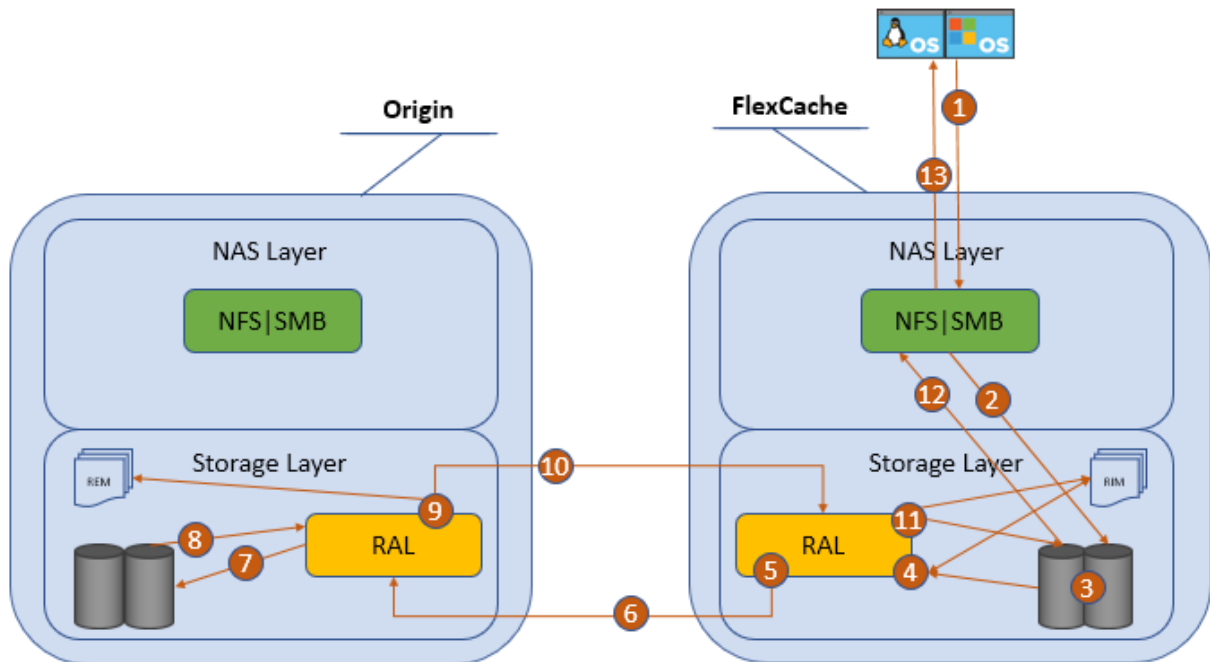 OS OS
Origin
FlexCache
1
13
NAS Layer
NAS Layer
NFS|SMB
NFS|SMB
12
2
Storage Layer
10
Storage Layer
REM
RIM
9
11
8
RAL
RAL
7
5
4
3
6